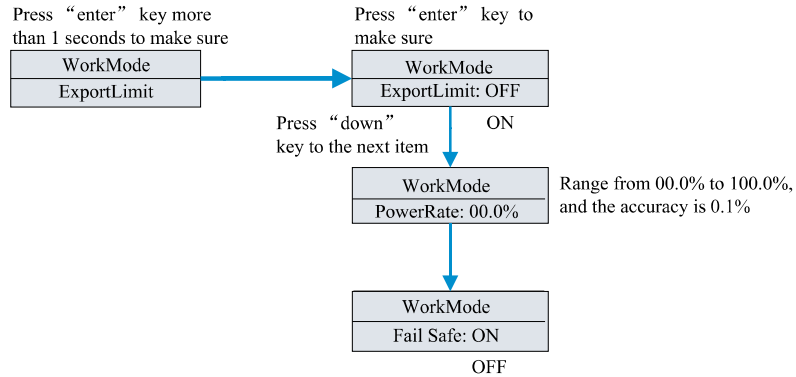 Press “enter” key more
than 1 seconds to make sure
WorkMode
ExportLimit
Press “enter” key to
make sure
WorkMode
ExportLimit: OFF
ON
Press “down”
key to the next item
WorkMode
PowerRate: 00.0%
Range from 00.0% to 100.0%,
and the accuracy is 0.1%
WorkMode
Fail Safe: ON
OFF